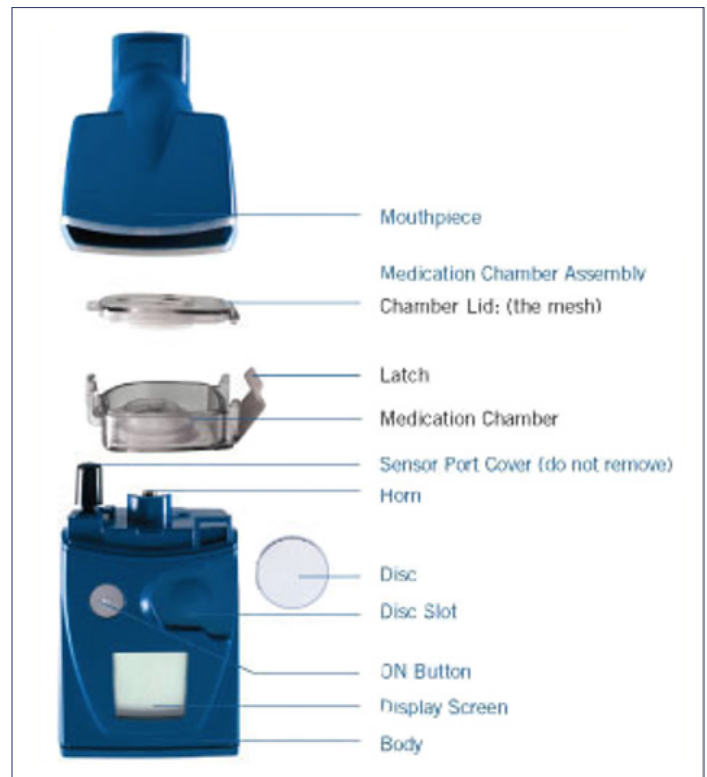 Mouthpiece
Medication Chamber Assembly
Chamber Lid: (the mesh)
Latch
Medication Chamber
Sensor Port Cover (do not remove)
Horn
Disc
Disc Slot
ON Button
Display Screen
Body